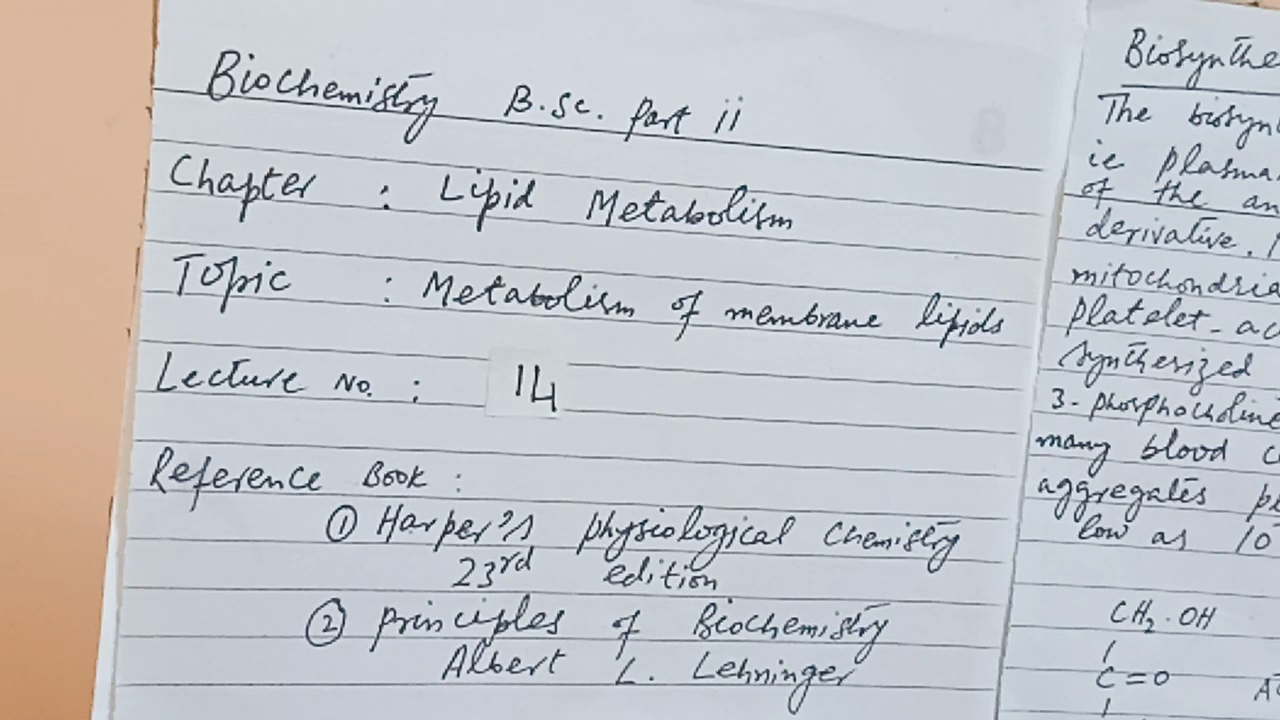 Biochemistry B.Sc. Part ii
Chapter : Lipid Metabolism
Topic : Metabolism of membrane lipids
Lecture No. : 14
Reference Book :
① Harper's physiological Chemistry
23rd edition
② principles of Biochemistry
Albert L. Lehninger
The
ie
of the
derivative.
synthesized
many blood
aggregates
low as 10
CH2.OH
C=O